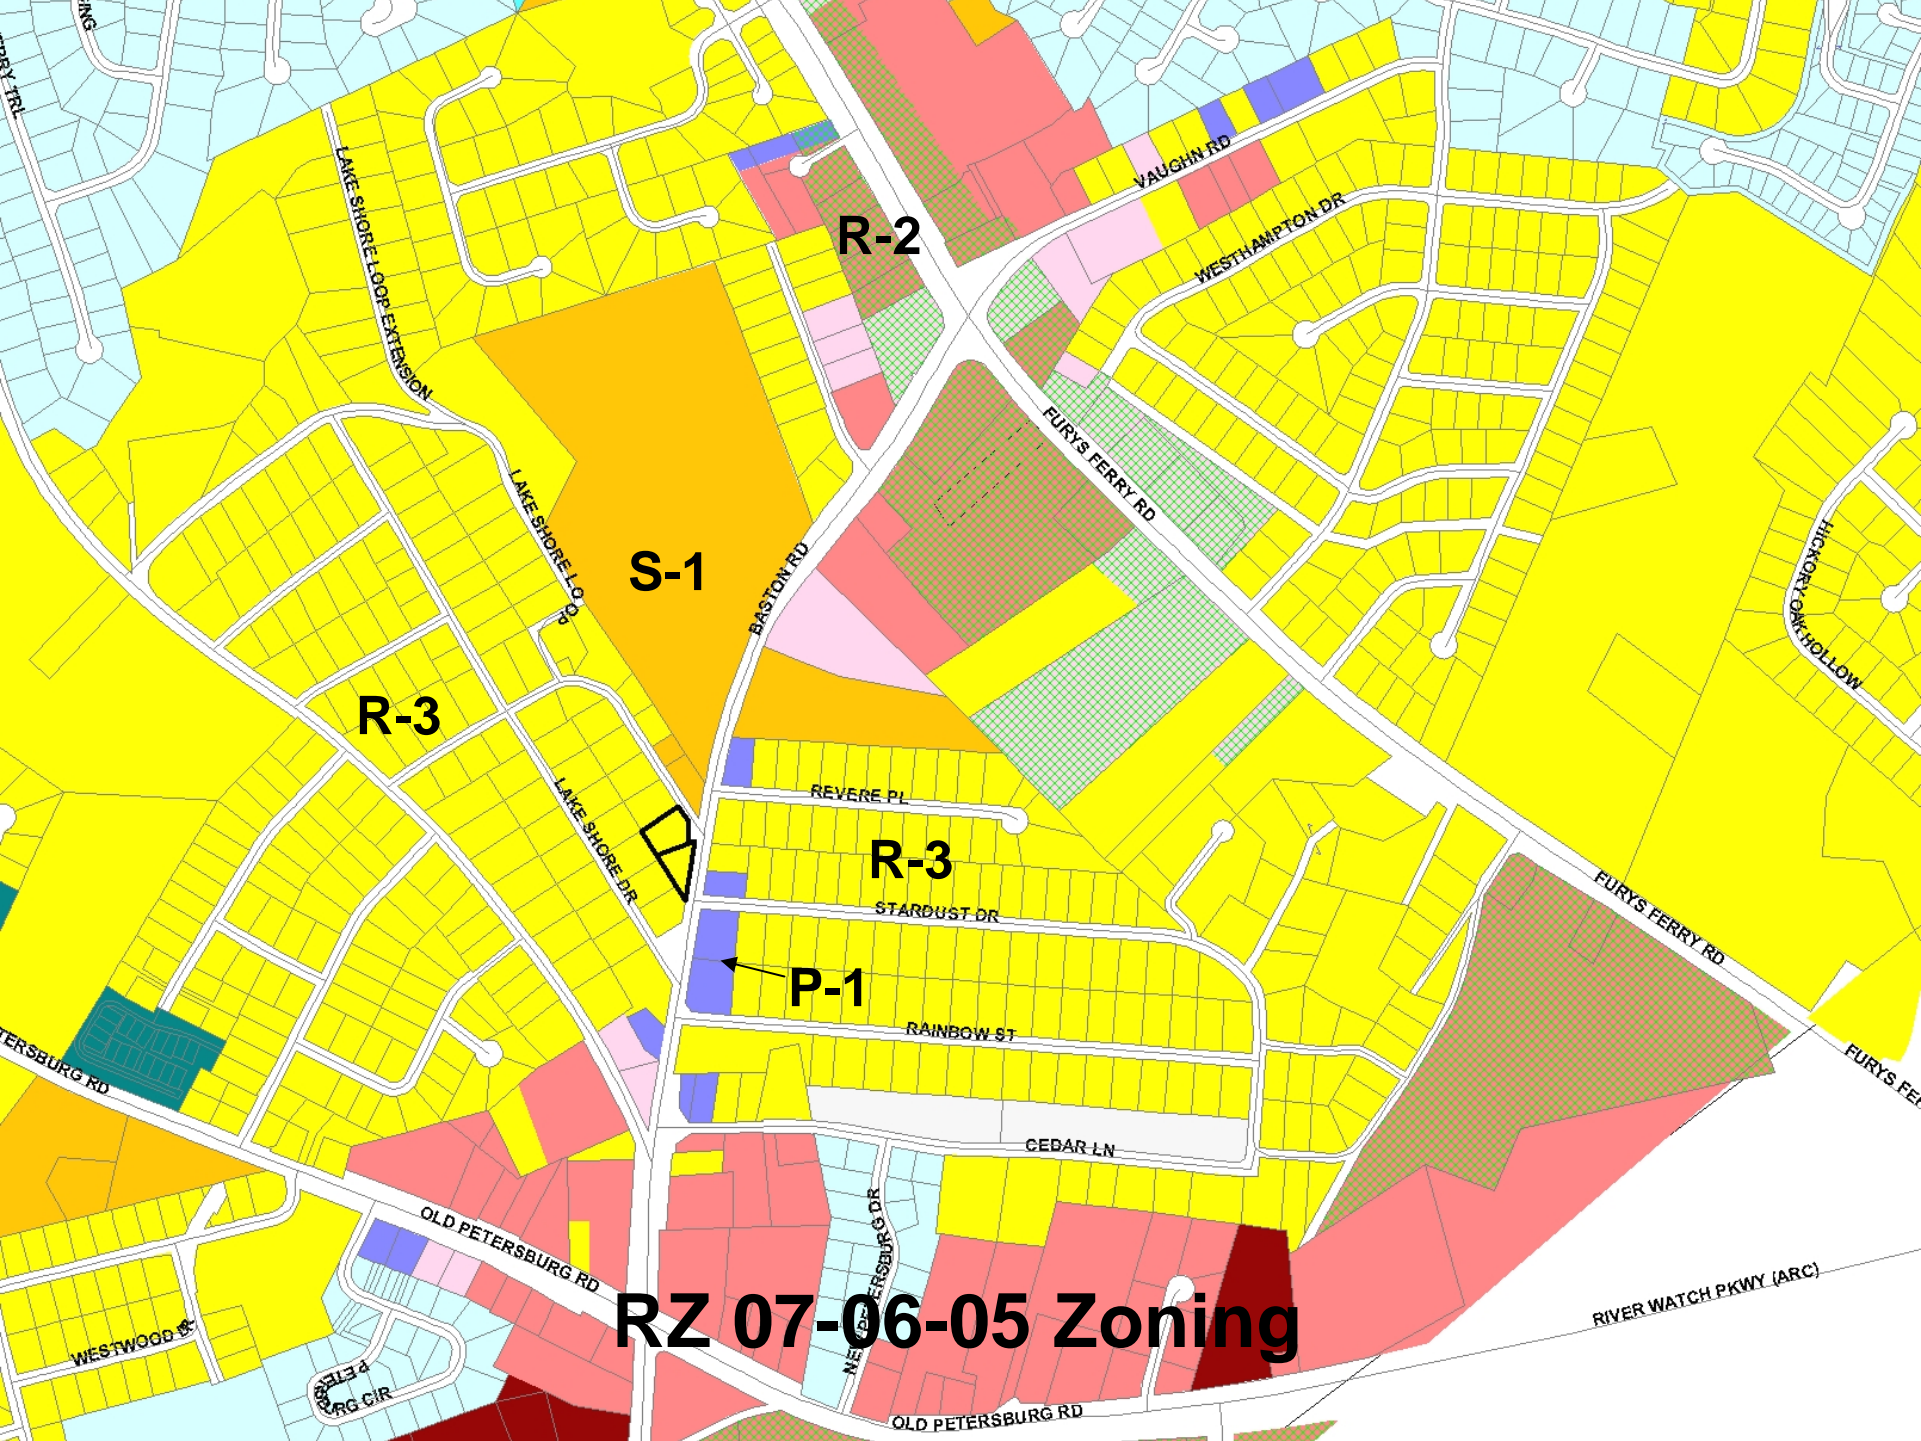 LAKE SHORE LOOP EXTENSION
VAUGHN RD
R-2
WESTHAMPTON DR
FURYS FERRY RD
LAKE SHORE LOOP
S-1
BASTON RD
HICKORY OAK HOLLOW
R-3
REVERE PL
LAKE SHORE DR
R-3
STARDUST DR
FURYS FERRY RD
P-1
RAINBOW ST
TERSBURG RD
FURYS FE
CEDAR LN
OLD PETERSBURG RD
RZ 07-06-05 Zoning
RIVER WATCH PKWY (ARC)
WESTWOOD DR
OLD PETERSBURG RD